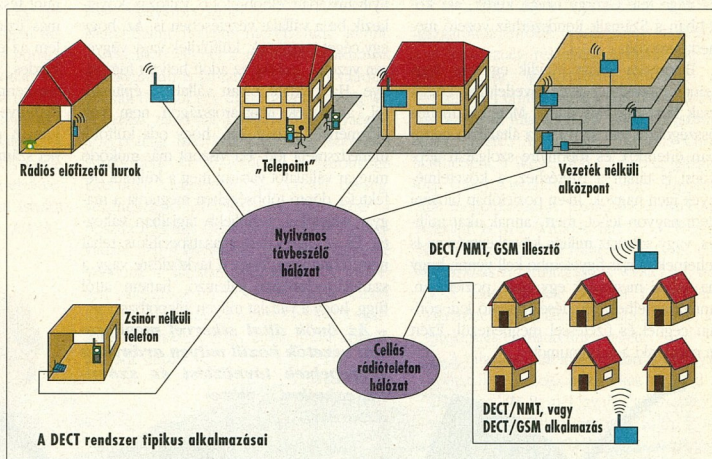 Rádiós előfizetői hurok
„Telepoint"
Vezeték nélküli
alközpont
Nyilvános
távbeszélő
hálózat
DECT/NMT, GSM illesztő
Zsinór nélküli
telefon
Cellás
rádiótelefon
hálózat
DECT/NMT, vagy
DECT/GSM alkalmazás
A DECT rendszer tipikus alkalmazásai